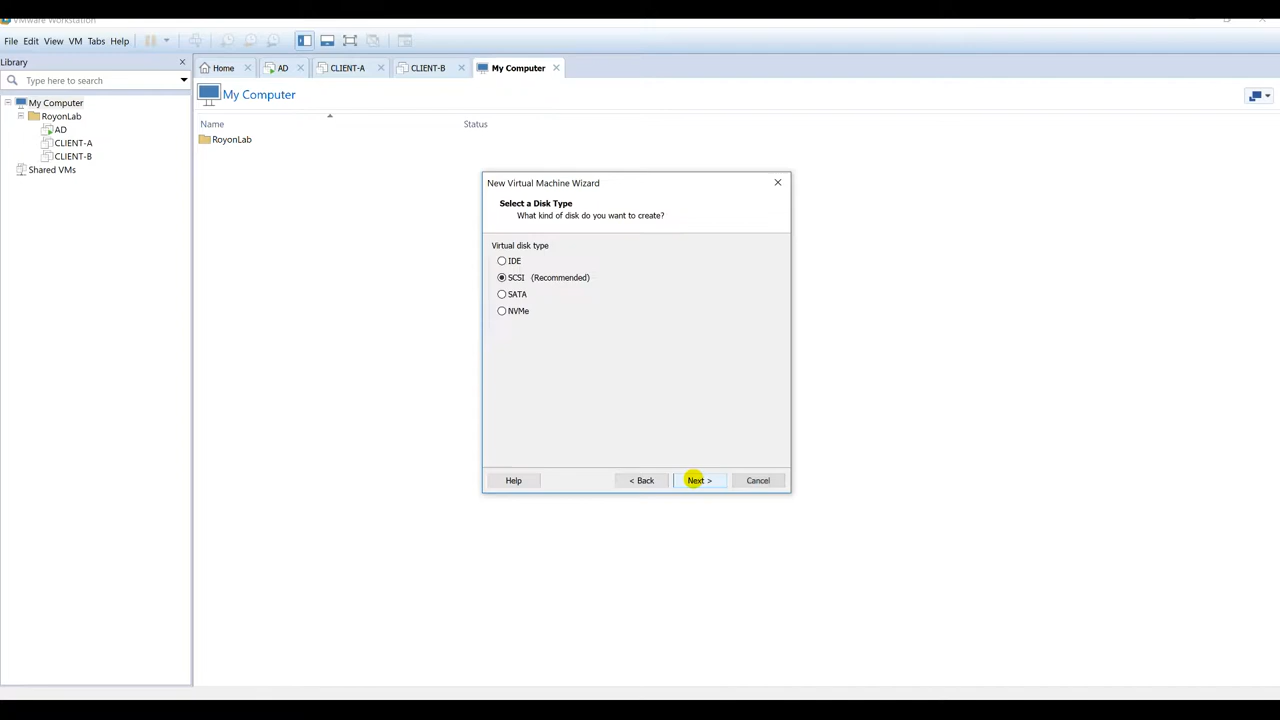 VMware Workstation
File Edit View VM Tabs Help
Library
Type here to search
My Computer
RoyonLab
AD
CLIENT-A
CLIENT-B
Shared VMs
Home AD CLIENT-A CLIENT-B My Computer
My Computer
Name Status
RoyonLab
New Virtual Machine Wizard
Select a Disk Type
What kind of disk do you want to create?
Virtual disk type
IDE
SCSI (Recommended)
SATA
NVMe
Help < Back Next > Cancel